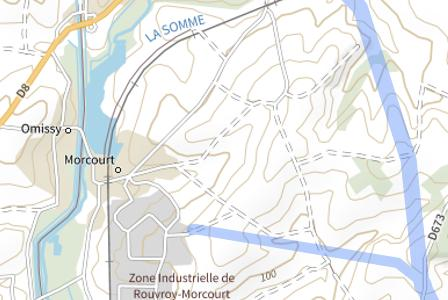 LA SOMME
D8
Omissy
Morcourt
D673
Zone Industrielle de
Rouvroy-Morcourt
100